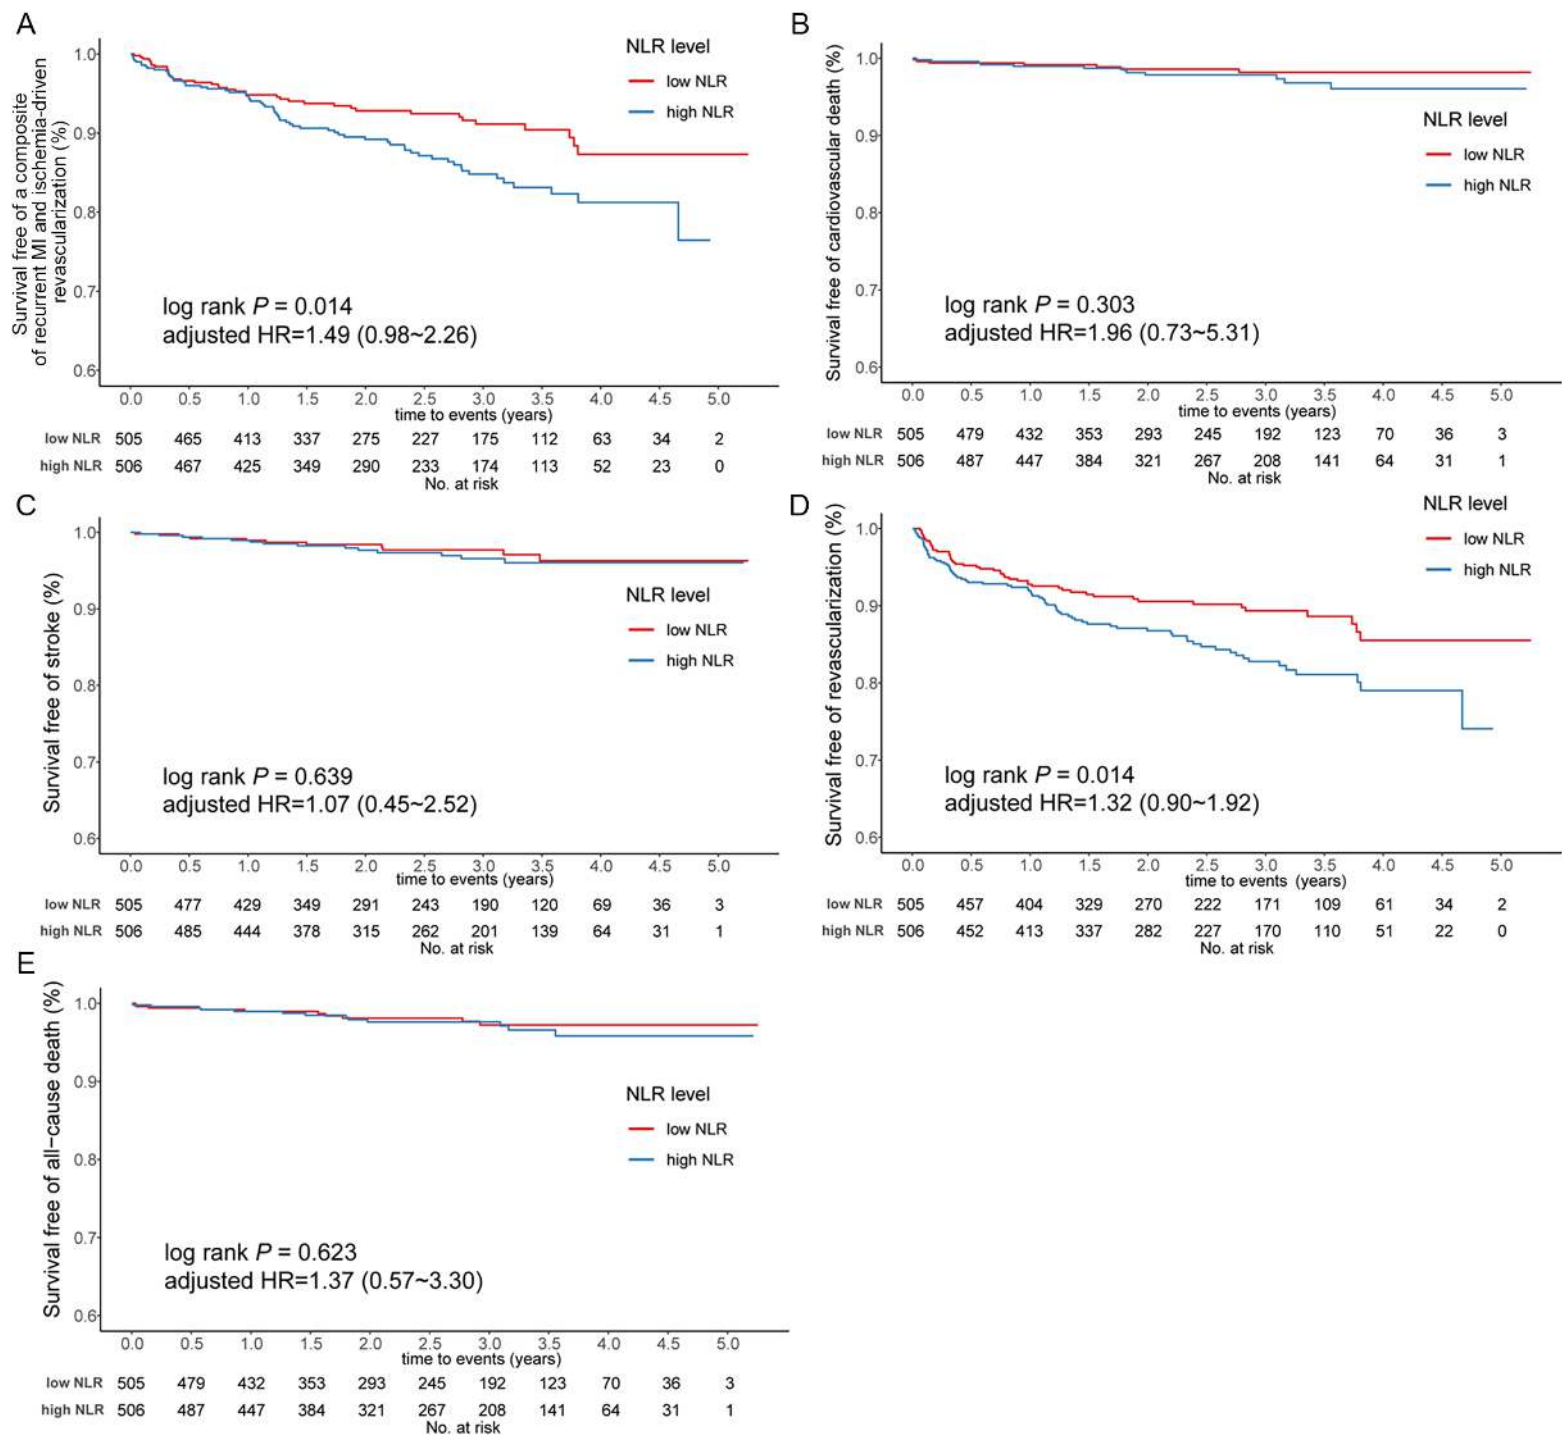 A
Survival free of a composite
of recurrent MI and ischemia-driven
revascularization (%)
1.0
0.9
0.8
0.7
0.6
NLR level
low NLR
high NLR
log rank P = 0.014
adjusted HR=1.49 (0.98~2.26)
0.0 0.5 1.0 1.5 2.0 2.5 3.0 3.5 4.0 4.5 5.0
time to events (years)
low NLR 505 465 413 337 275 227 175 112 63 34 2
high NLR 506 467 425 349 290 233 174 113 52 23 0
No. at risk
B
Survival free of cardiovascular death (%)
1.0
0.9
0.8
0.7
0.6
NLR level
low NLR
high NLR
log rank P = 0.303
adjusted HR=1.96 (0.73~5.31)
0.0 0.5 1.0 1.5 2.0 2.5 3.0 3.5 4.0 4.5 5.0
time to events (years)
low NLR 505 479 432 353 293 245 192 123 70 36 3
high NLR 506 487 447 384 321 267 208 141 64 31 1
No. at risk
C
Survival free of stroke (%)
1.0
0.9
0.8
0.7
0.6
NLR level
low NLR
high NLR
log rank P = 0.639
adjusted HR=1.07 (0.45~2.52)
0.0 0.5 1.0 1.5 2.0 2.5 3.0 3.5 4.0 4.5 5.0
time to events (years)
low NLR 505 477 429 349 291 243 190 120 69 36 3
high NLR 506 485 444 378 315 262 201 139 64 31 1
No. at risk
D
Survival free of revascularization (%)
1.0
0.9
0.8
0.7
0.6
NLR level
low NLR
high NLR
log rank P = 0.014
adjusted HR=1.32 (0.90~1.92)
0.0 0.5 1.0 1.5 2.0 2.5 3.0 3.5 4.0 4.5 5.0
time to events (years)
low NLR 505 457 404 329 270 222 171 109 61 34 2
high NLR 506 452 413 337 282 227 170 110 51 22 0
No. at risk
E
Survival free of all−cause death (%)
1.0
0.9
0.8
0.7
0.6
NLR level
low NLR
high NLR
log rank P = 0.623
adjusted HR=1.37 (0.57~3.30)
0.0 0.5 1.0 1.5 2.0 2.5 3.0 3.5 4.0 4.5 5.0
time to events (years)
low NLR 505 479 432 353 293 245 192 123 70 36 3
high NLR 506 487 447 384 321 267 208 141 64 31 1
No. at risk